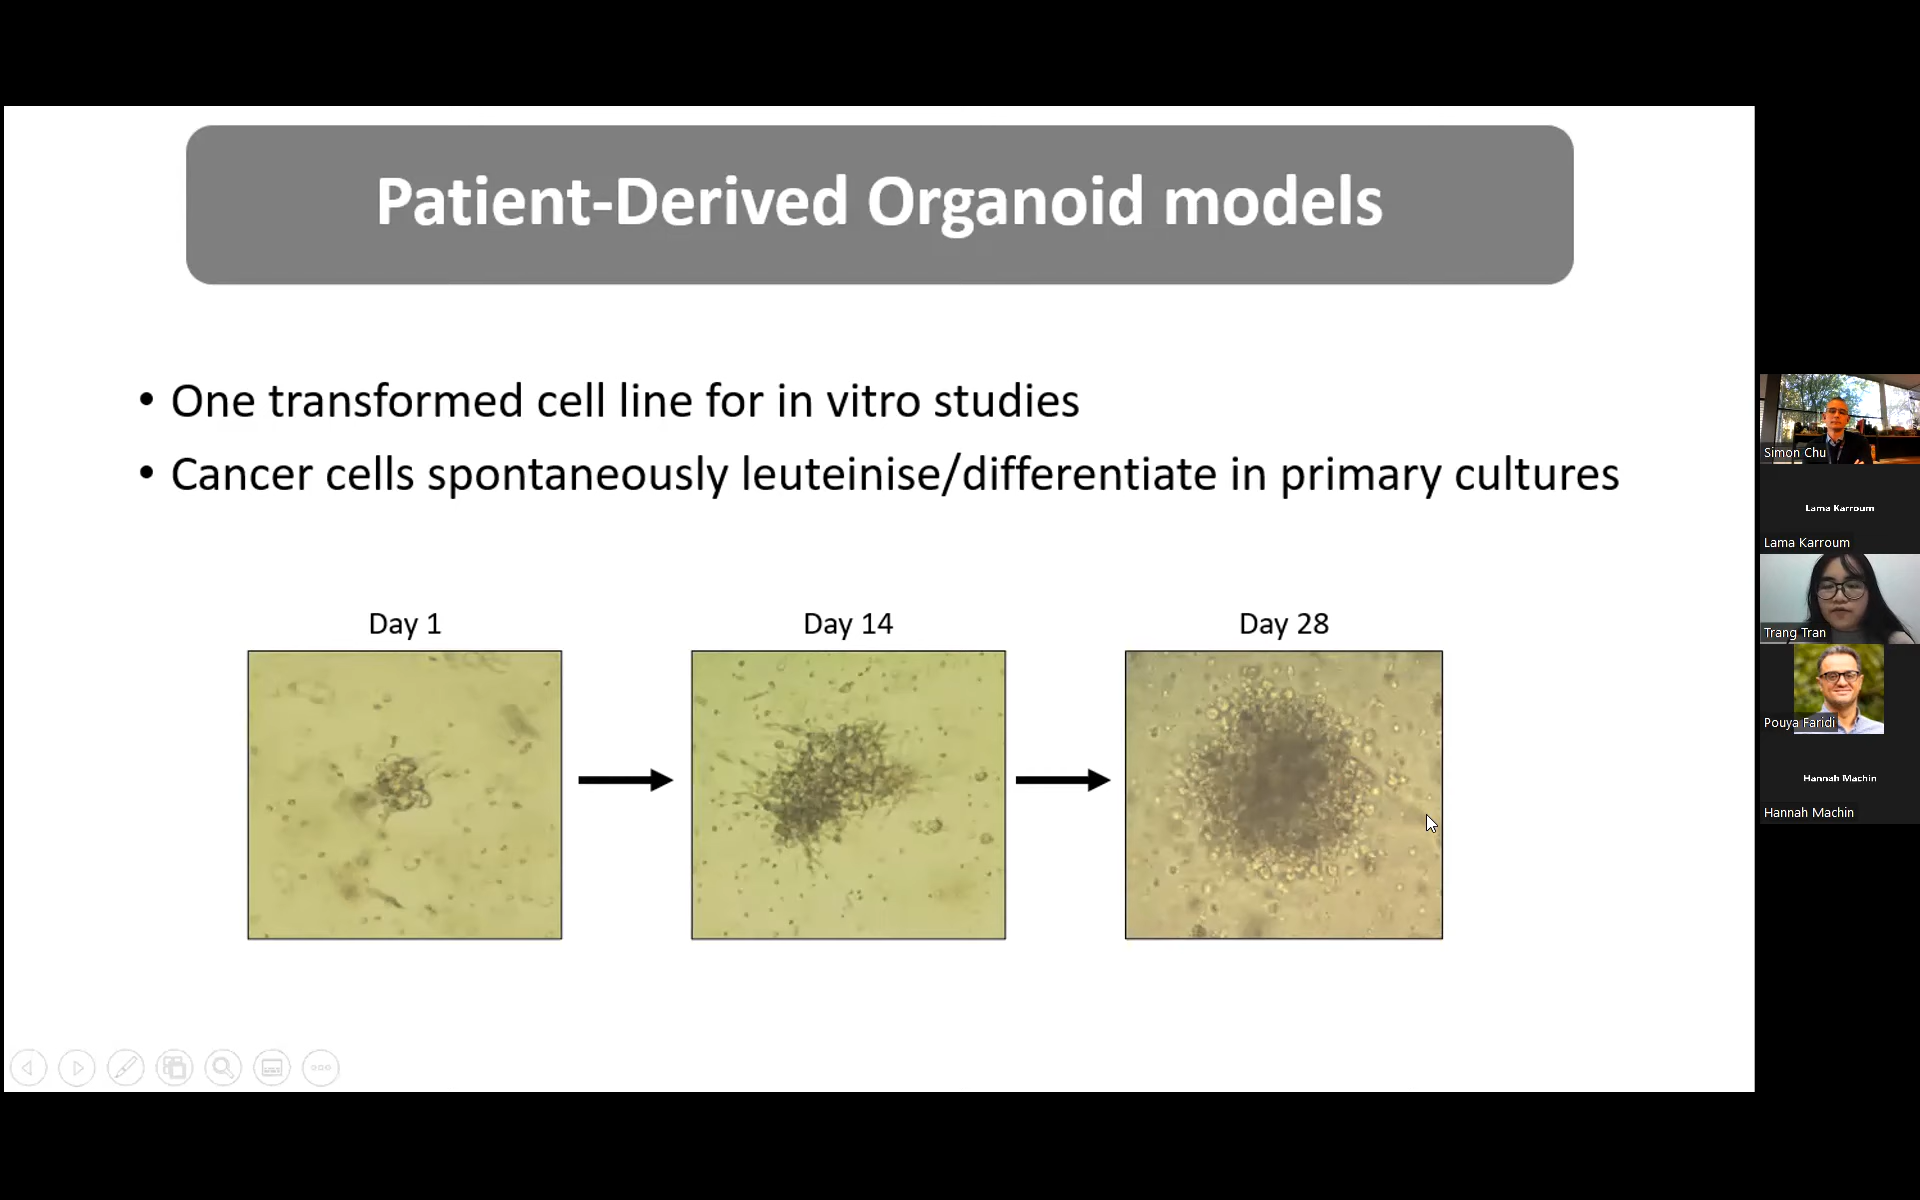 Patient-Derived Organoid models
• One transformed cell line for in vitro studies
• Cancer cells spontaneously leuteinise/differentiate in primary cultures
Day 1
Day 14
Day 28
Simon Chu
Lama Karroum
Lama Karroum
Trang Tran
Pouya Faridi
Hannah Machin
Hannah Machin